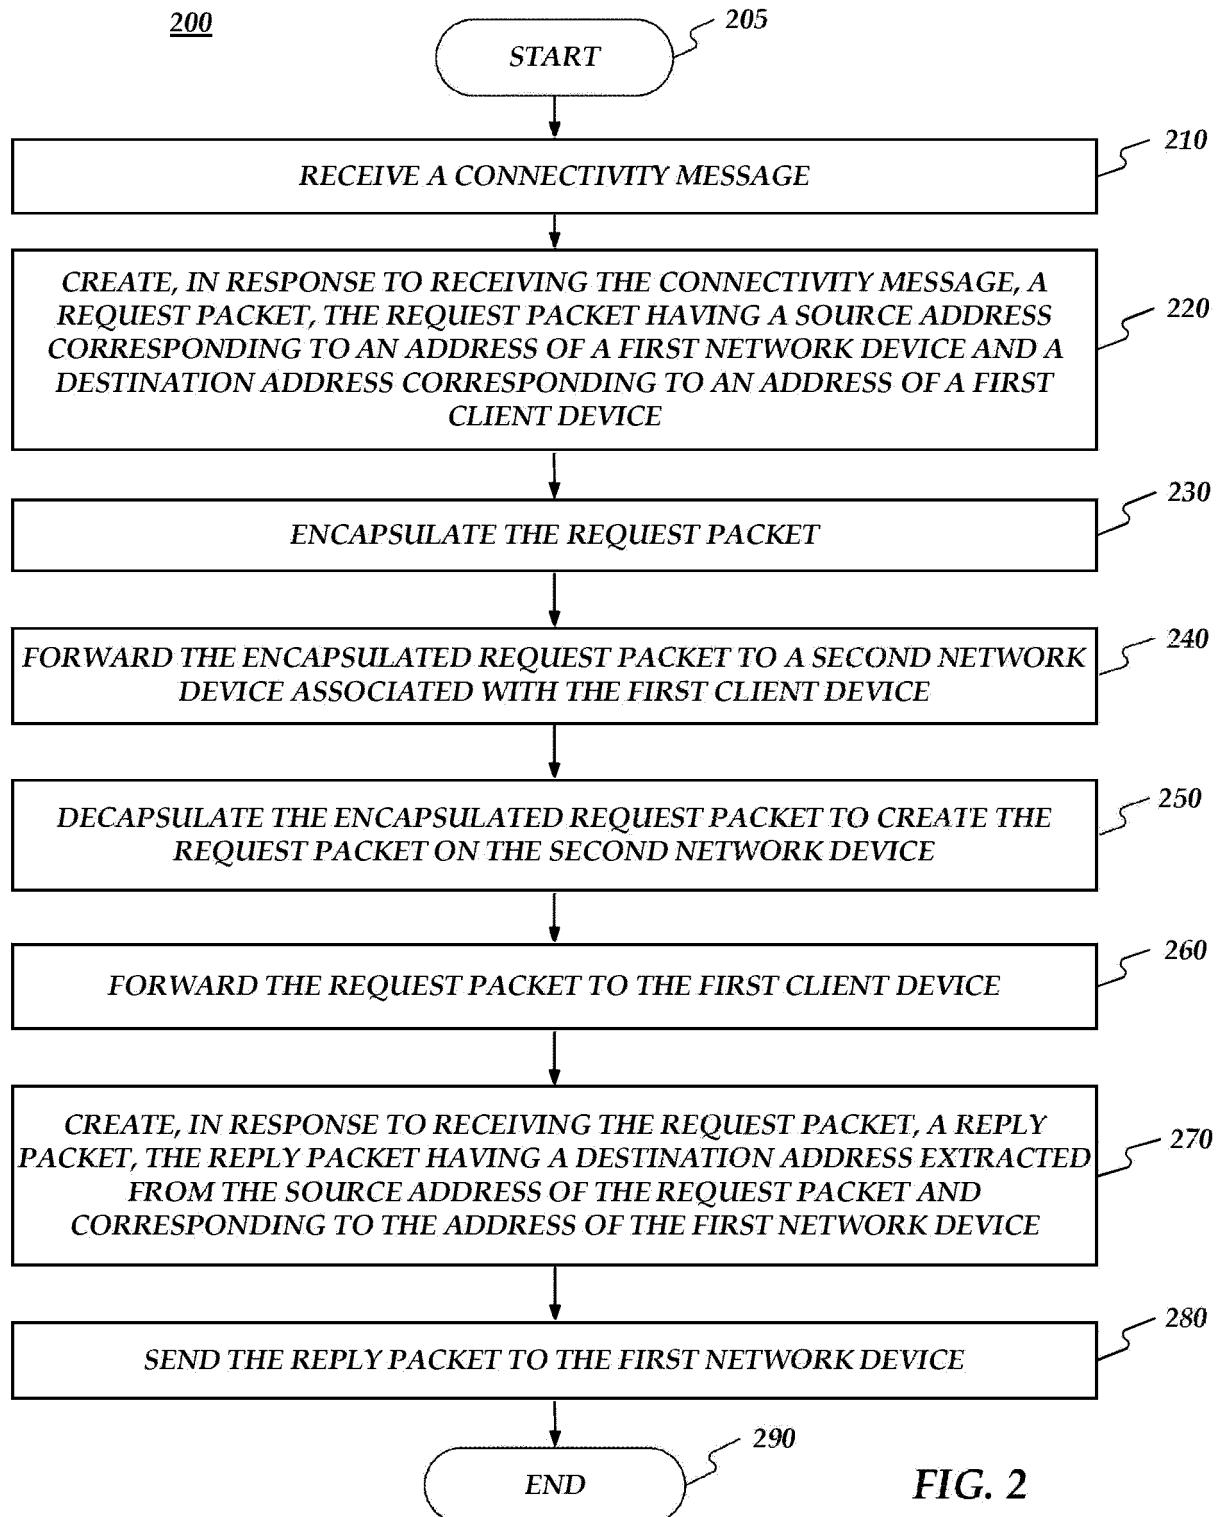 200
205
START
210
RECEIVE A CONNECTIVITY MESSAGE
CREATE, IN RESPONSE TO RECEIVING THE CONNECTIVITY MESSAGE, A
REQUEST PACKET, THE REQUEST PACKET HAVING A SOURCE ADDRESS
CORRESPONDING TO AN ADDRESS OF A FIRST NETWORK DEVICE AND A
DESTINATION ADDRESS CORRESPONDING TO AN ADDRESS OF A FIRST
CLIENT DEVICE
220
230
ENCAPSULATE THE REQUEST PACKET
240
FORWARD THE ENCAPSULATED REQUEST PACKET TO A SECOND NETWORK
DEVICE ASSOCIATED WITH THE FIRST CLIENT DEVICE
250
DECAPSULATE THE ENCAPSULATED REQUEST PACKET TO CREATE THE
REQUEST PACKET ON THE SECOND NETWORK DEVICE
260
FORWARD THE REQUEST PACKET TO THE FIRST CLIENT DEVICE
CREATE, IN RESPONSE TO RECEIVING THE REQUEST PACKET, A REPLY
PACKET, THE REPLY PACKET HAVING A DESTINATION ADDRESS EXTRACTED
FROM THE SOURCE ADDRESS OF THE REQUEST PACKET AND
CORRESPONDING TO THE ADDRESS OF THE FIRST NETWORK DEVICE
270
280
SEND THE REPLY PACKET TO THE FIRST NETWORK DEVICE
290
END
FIG. 2